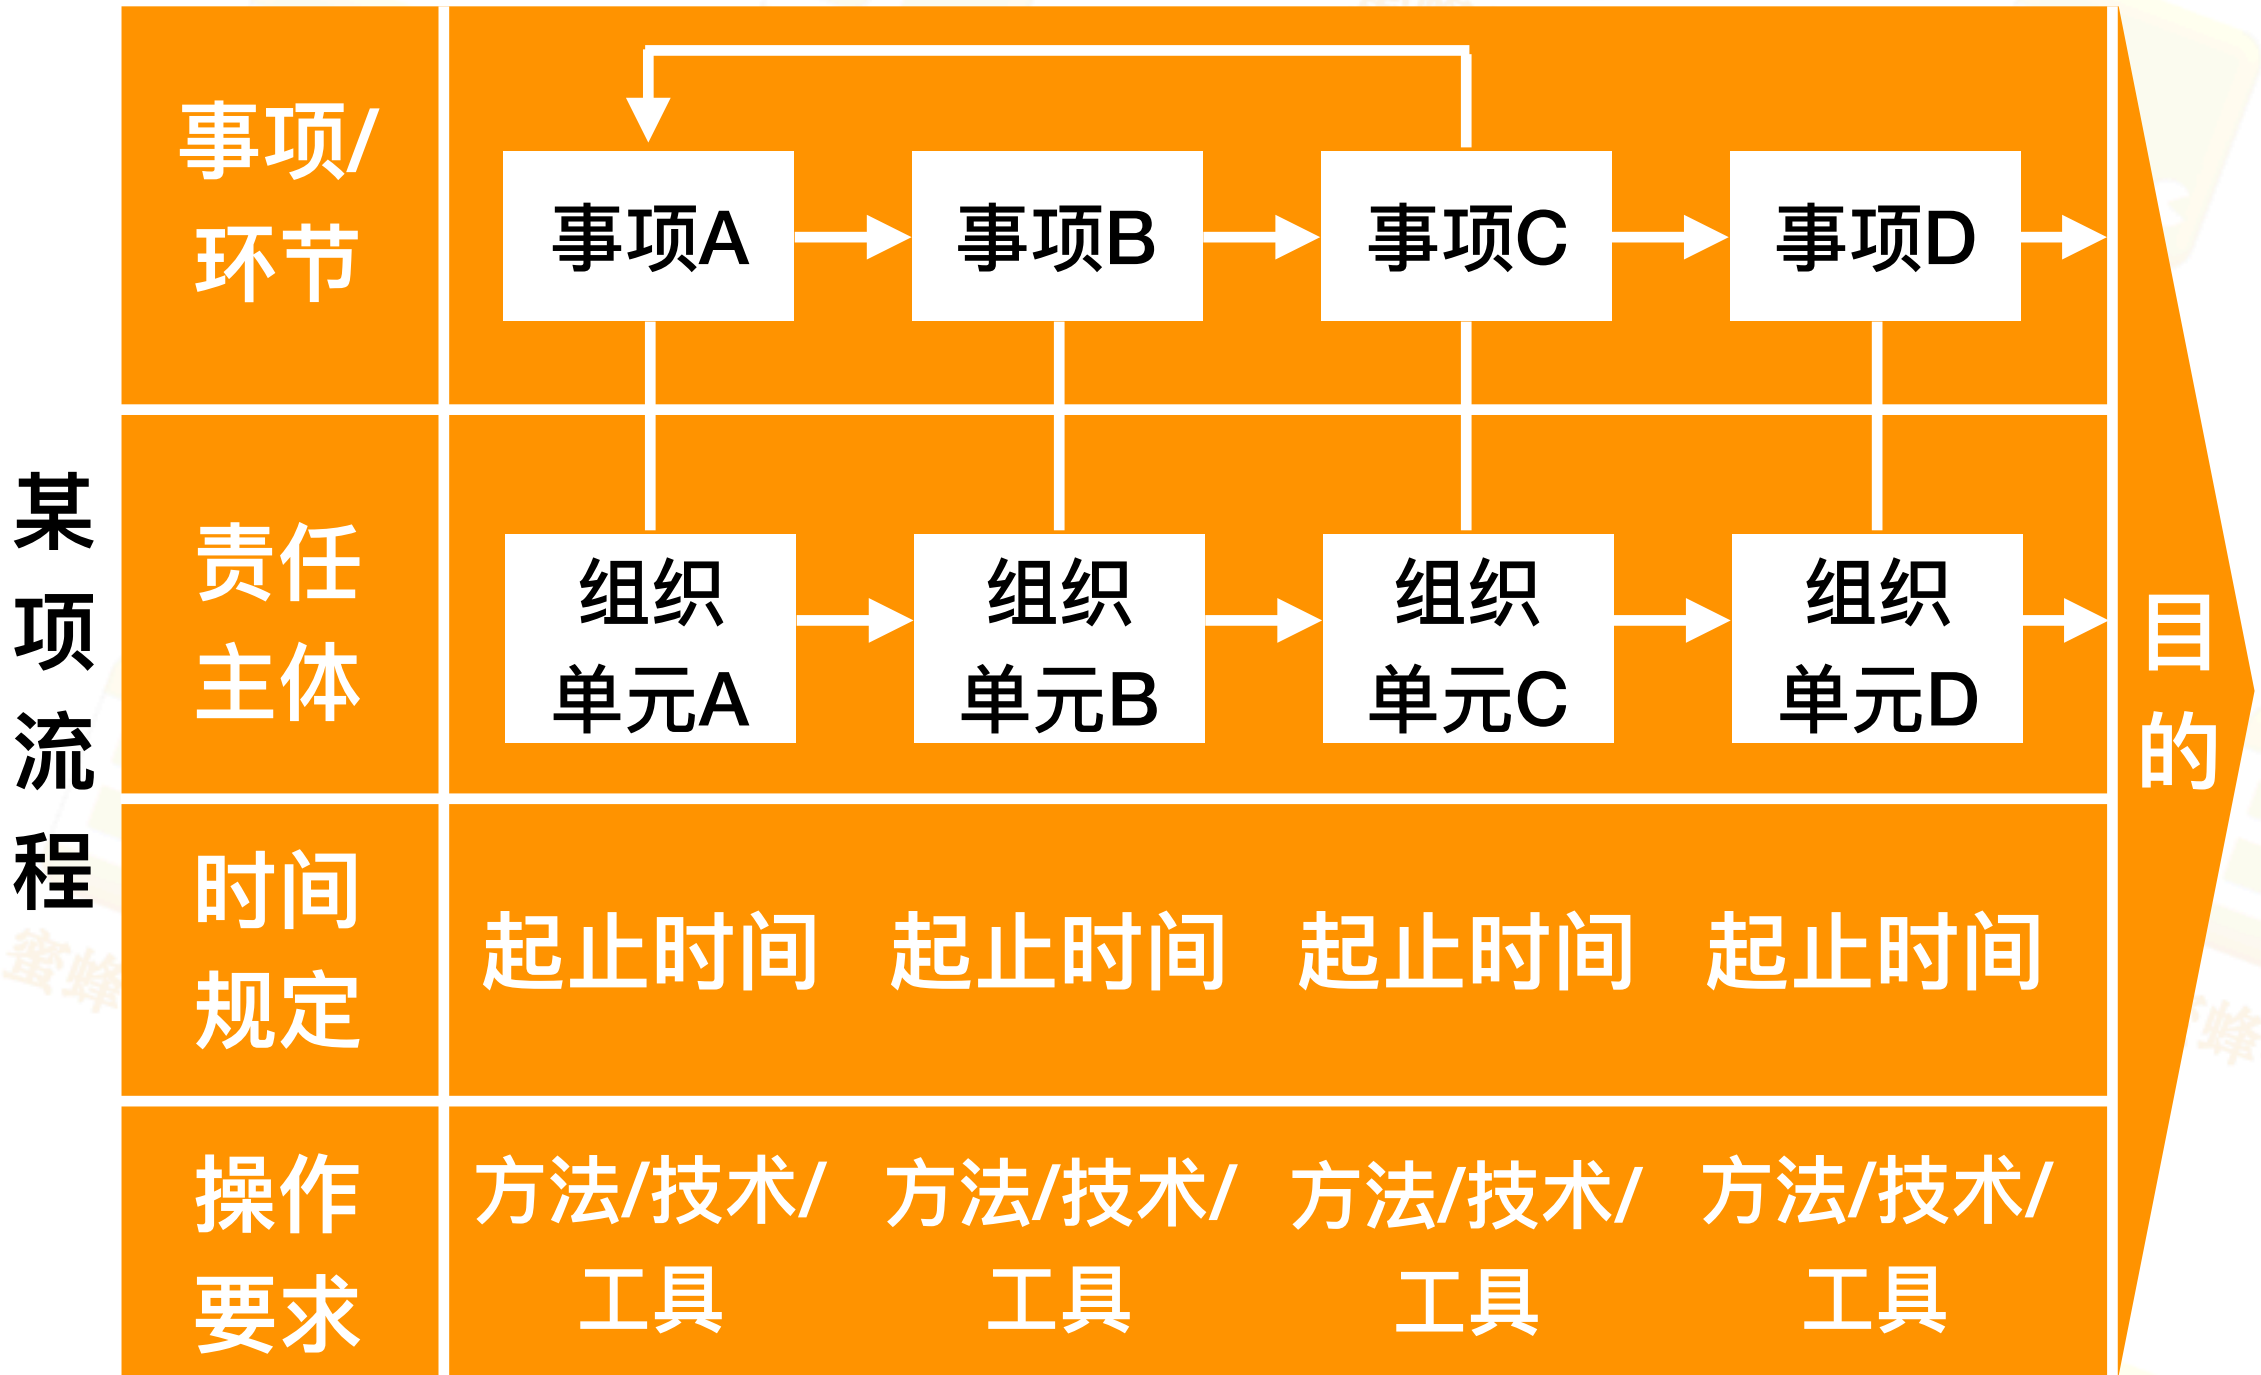 某
项
流
程
事项/
环节
事项A
事项B
事项C
事项D
责任
主体
组织
单元A
组织
单元B
组织
单元C
组织
单元D
时间
规定
起止时间
起止时间
起止时间
起止时间
操作
要求
方法/技术/
工具
方法/技术/
工具
方法/技术/
工具
方法/技术/
工具
目
的
蜜蜂
蜂